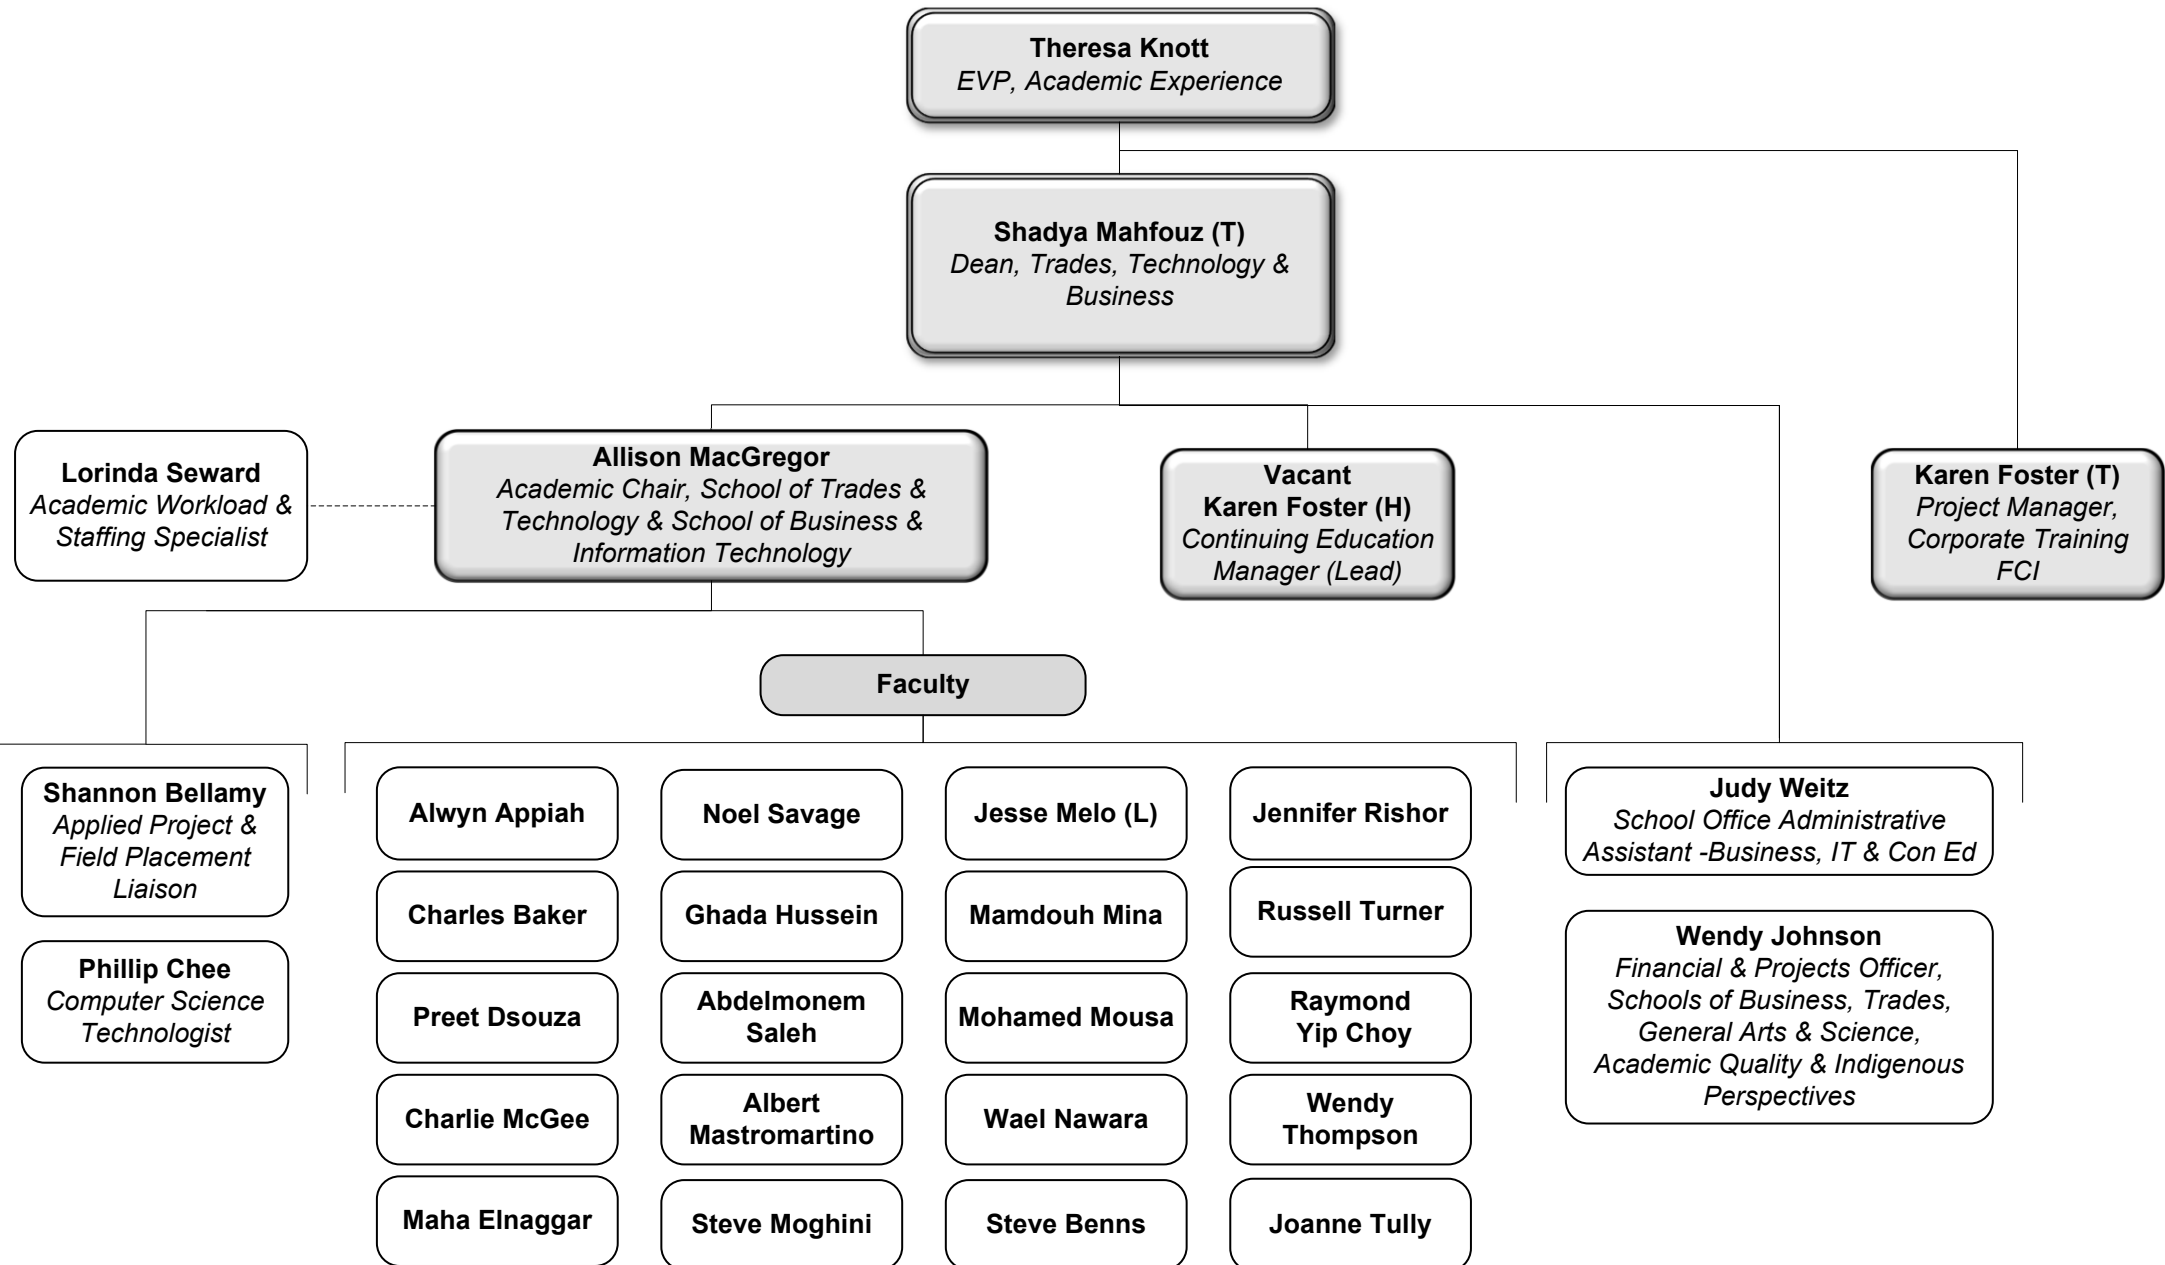 Theresa Knott
EVP, Academic Experience
Shadya Mahfouz (T)
Dean, Trades, Technology &
Business
Lorinda Seward
Academic Workload &
Staffing Specialist
Allison MacGregor
Academic Chair, School of Trades &
Technology & School of Business &
Information Technology
Vacant
Karen Foster (H)
Continuing Education
Manager (Lead)
Karen Foster (T)
Project Manager,
Corporate Training
FCI
Faculty
Shannon Bellamy
Applied Project &
Field Placement
Liaison
Phillip Chee
Computer Science
Technologist
Alwyn Appiah
Charles Baker
Preet Dsouza
Charlie McGee
Maha Elnaggar
Noel Savage
Ghada Hussein
Abdelmonem
Saleh
Albert
Mastromartino
Steve Moghini
Jesse Melo (L)
Mamdouh Mina
Mohamed Mousa
Wael Nawara
Steve Benns
Jennifer Rishor
Russell Turner
Raymond
Yip Choy
Wendy
Thompson
Joanne Tully
Judy Weitz
School Office Administrative
Assistant -Business, IT & Con Ed
Wendy Johnson
Financial & Projects Officer,
Schools of Business, Trades,
General Arts & Science,
Academic Quality & Indigenous
Perspectives